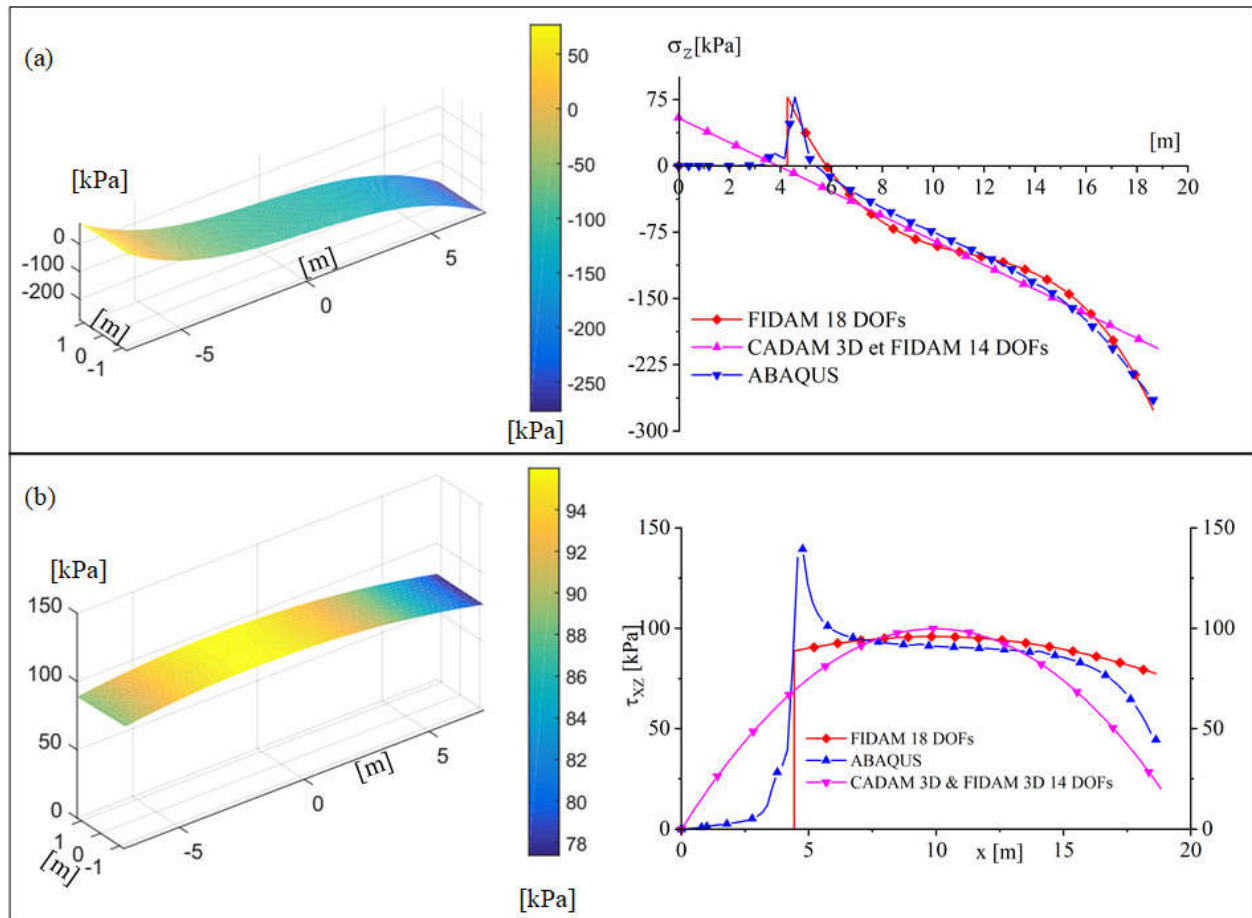 (a)
[kPa]
0
-100
-200
[m]
1
0
-1
-5
0
5
[m]
50
0
-50
-100
-150
-200
-250
[kPa]
σZ[kPa]
75
0
-75
-150
-225
-300
0 2 4 6 8 10 12 14 16 18 20
[m]
FIDAM 18 DOFs
CADAM 3D et FIDAM 14 DOFs
ABAQUS
(b)
[kPa]
150
100
50
0
[m]
1
0
-1
-5
0
5
[m]
94
92
90
88
86
84
82
80
78
[kPa]
τXZ [kPa]
150
100
50
0
0 5 10 15 20
x [m]
150
100
50
0
FIDAM 18 DOFs
ABAQUS
CADAM 3D & FIDAM 3D 14 DOFs